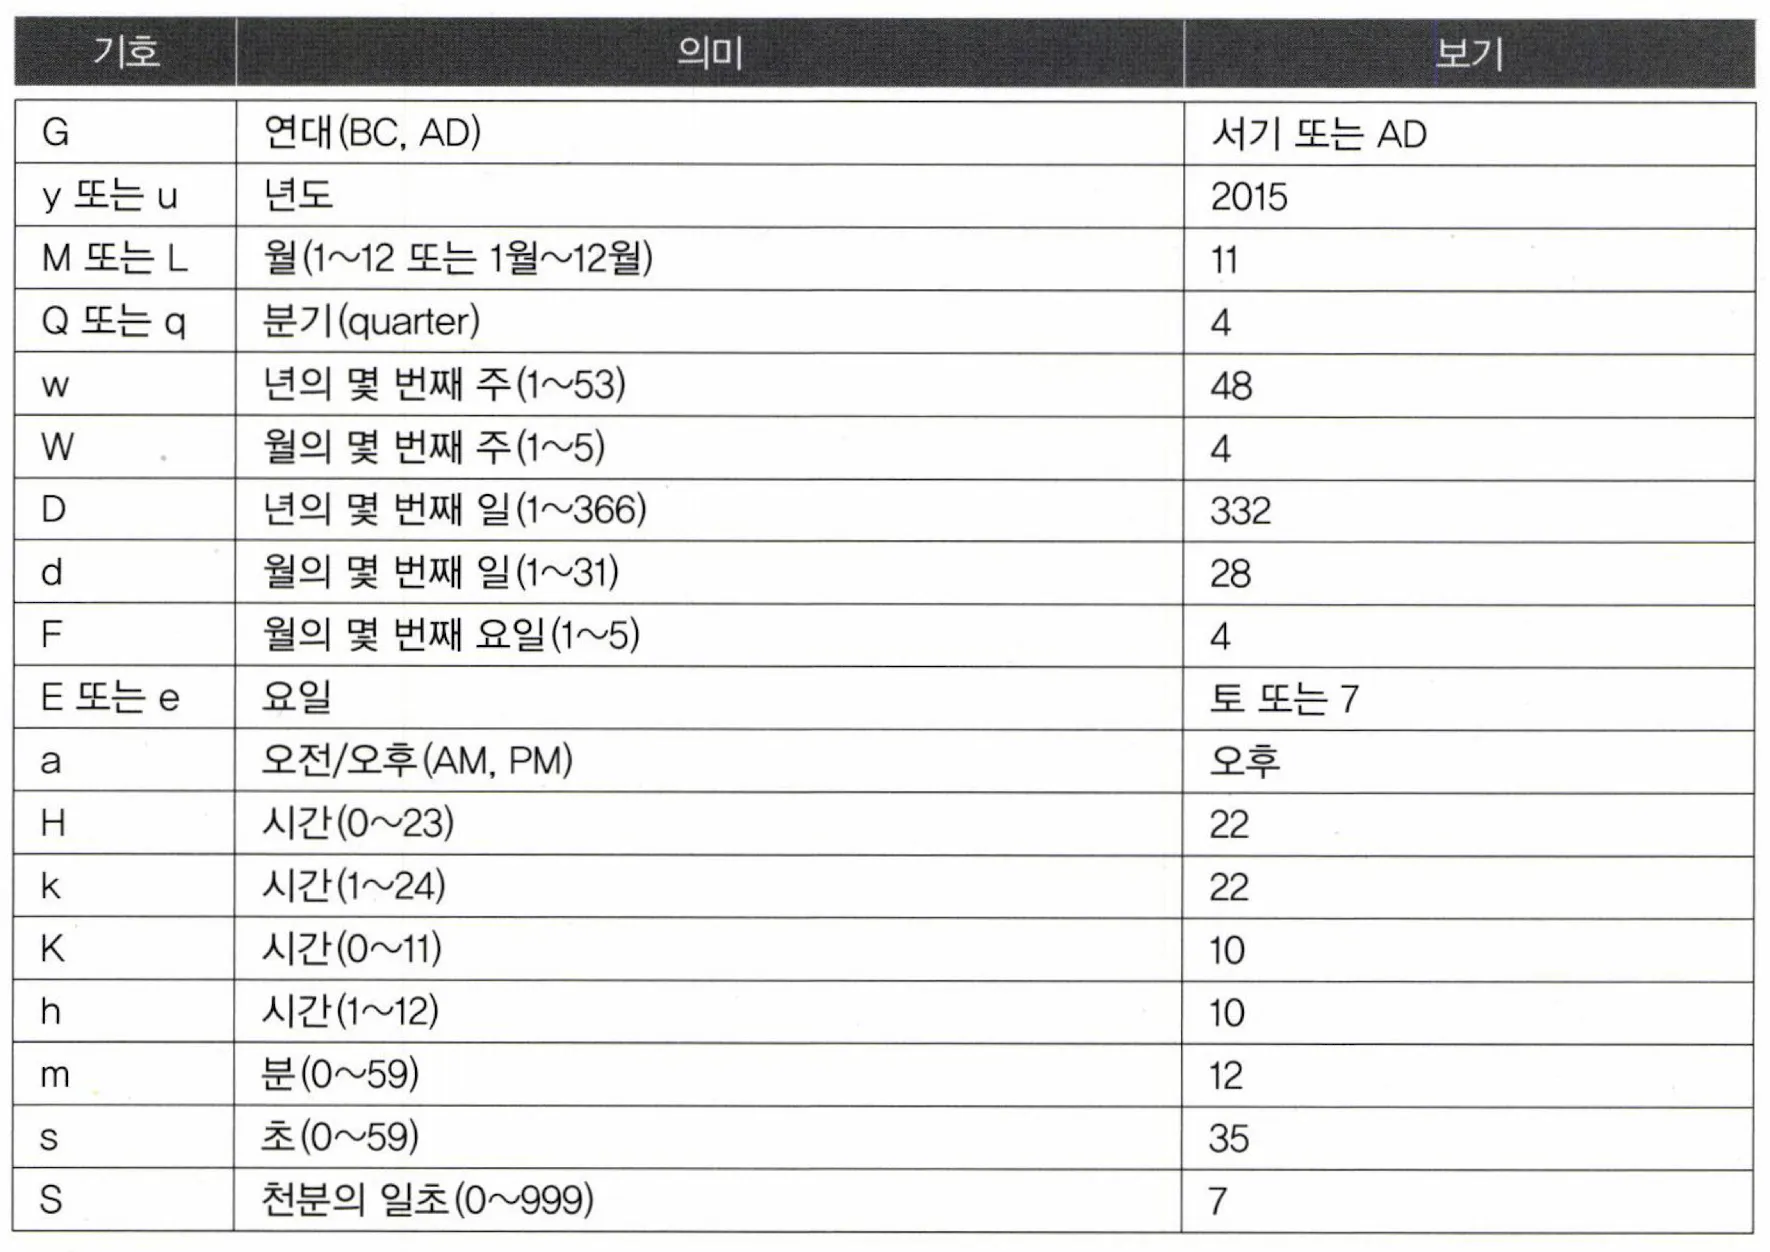 기호 의미 보기
G 연대(BC, AD) 서기 또는 AD
y 또는 u 년도 2015
M 또는 L 월(1~12 또는 1월~12월) 11
Q 또는 q 분기(quarter) 4
w 년의 몇 번째 주(1~53) 48
W 월의 몇 번째 주(1~5) 4
D 년의 몇 번째 일(1~366) 332
d 월의 몇 번째 일(1~31) 28
F 월의 몇 번째 요일(1~5) 4
E 또는 e 요일 토 또는 7
a 오전/오후(AM, PM) 오후
H 시간(0~23) 22
k 시간(1~24) 22
K 시간(0~11) 10
h 시간(1~12) 10
m 분(0~59) 12
s 초(0~59) 35
S 천분의 일초(0~999) 7